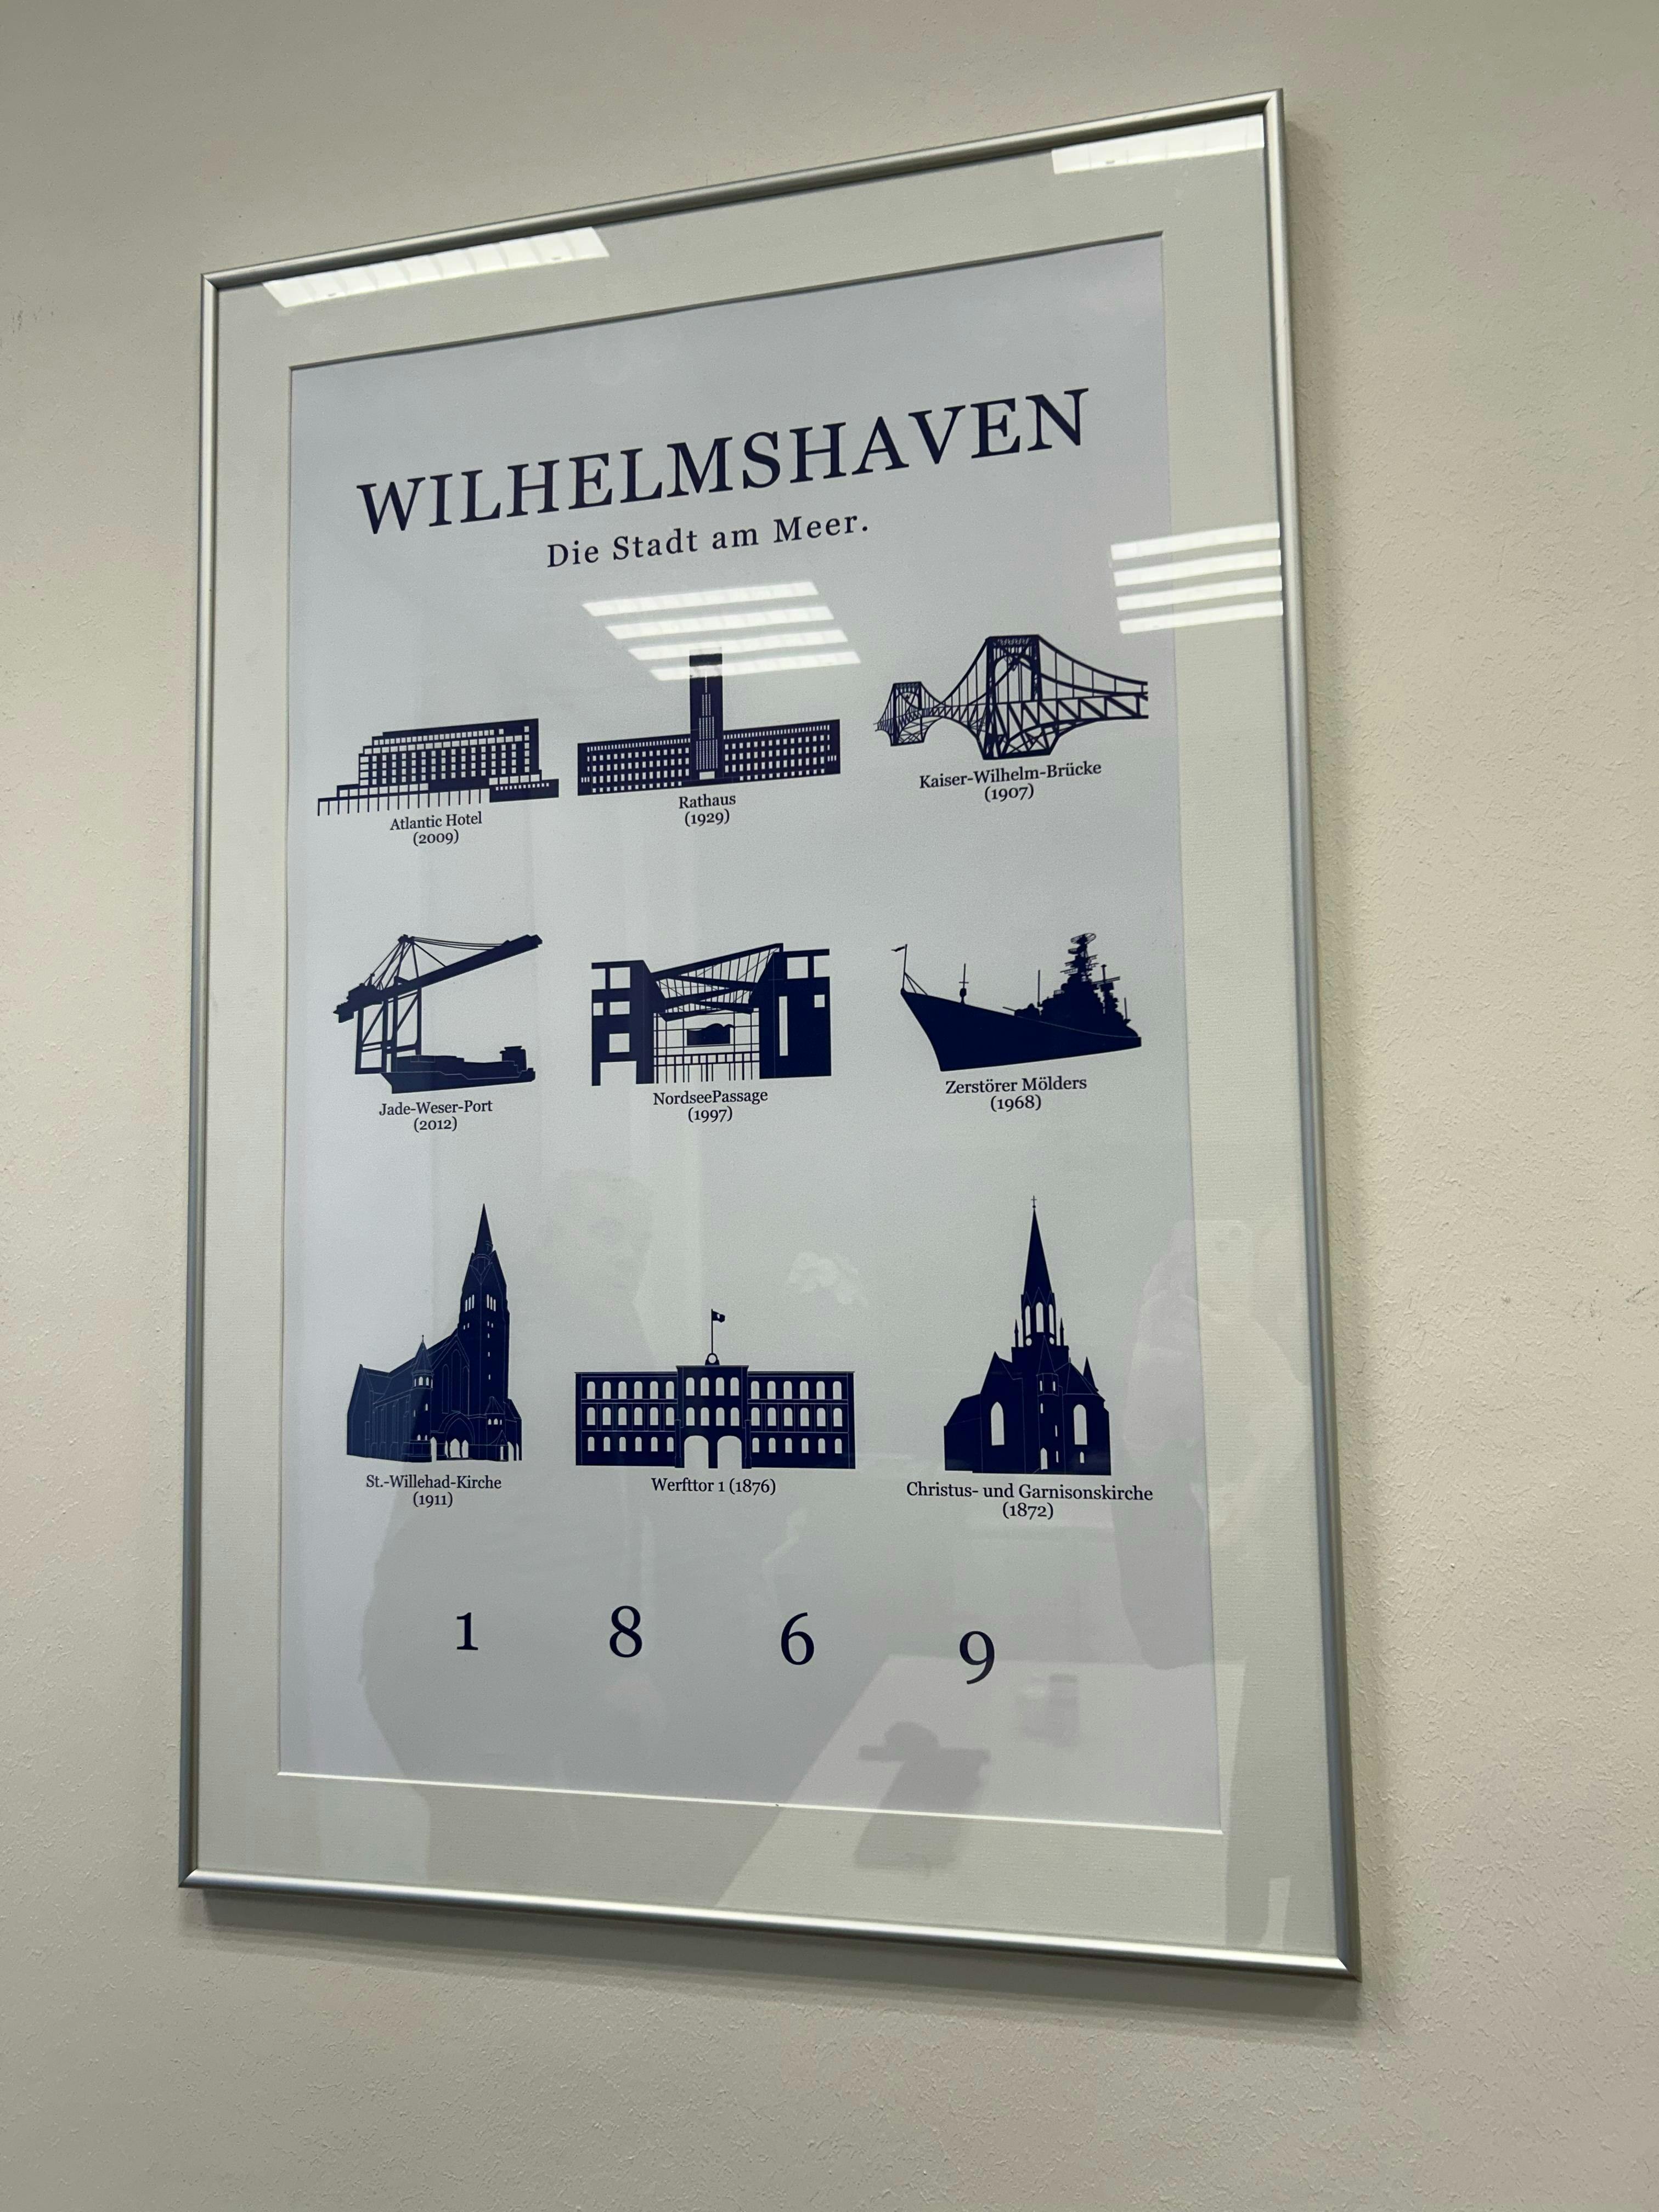 WILHELMSHAVEN
Die Stadt am Meer.
Atlantic Hotel
(2009)
Rathaus
(1929)
Kaiser-Wilhelm-Brücke
(1907)
Jade-Weser-Port
(2012)
NordseePassage
(1997)
Zerstörer Mölders
(1968)
St.-Willehad-Kirche
(1911)
Werfttor 1 (1876)
Christus- und Garnisonskirche
(1872)
1 8 6 9